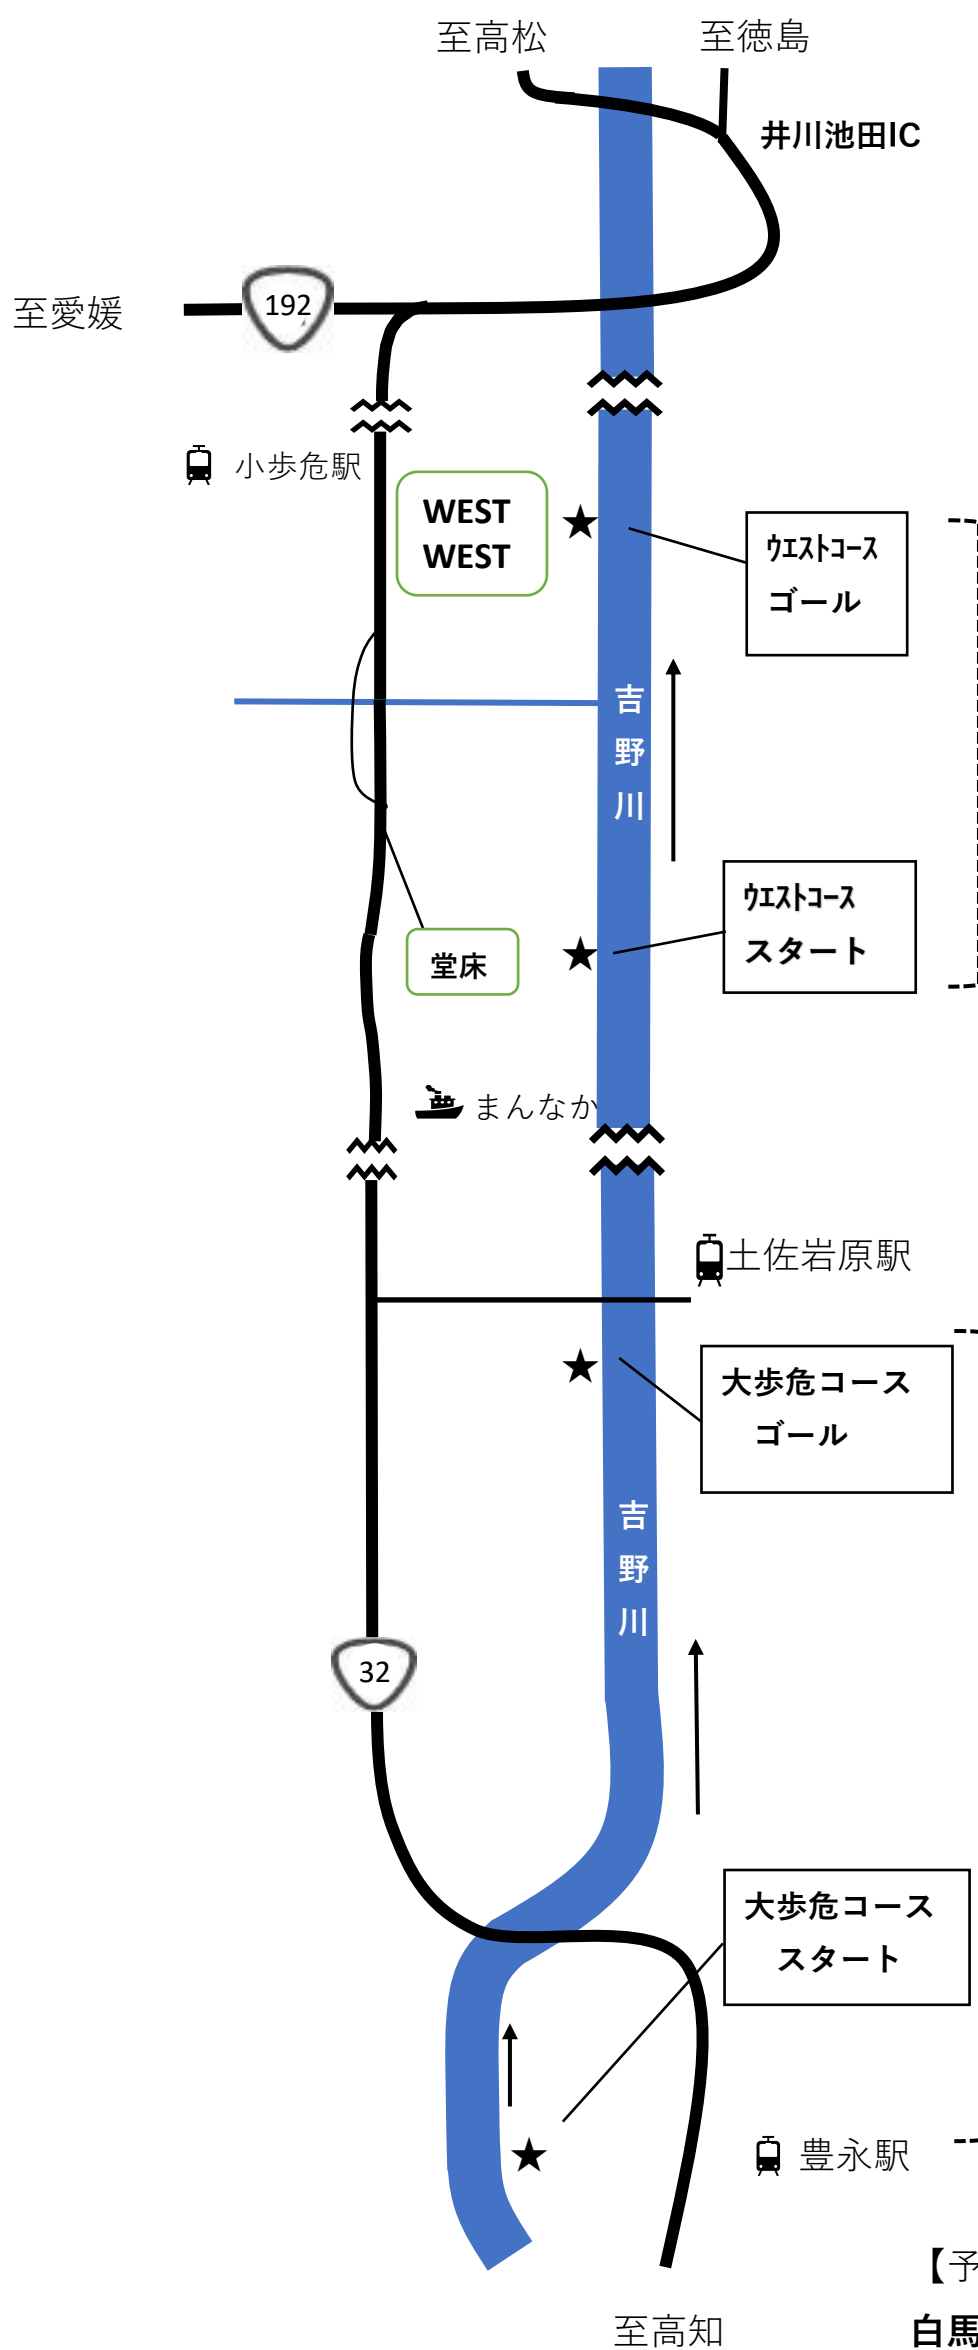 至高松
至徳島
井川池田IC
至愛媛
192
小歩危駅
WEST
WEST
ｳｴｽﾄｺｰｽ
ゴール
吉
野
川
ｳｴｽﾄｺｰｽ
スタート
堂床
まんなか
土佐岩原駅
大歩危コース
ゴール
吉
野
川
32
大歩危コース
スタート
豊永駅
【予
至高知
白馬